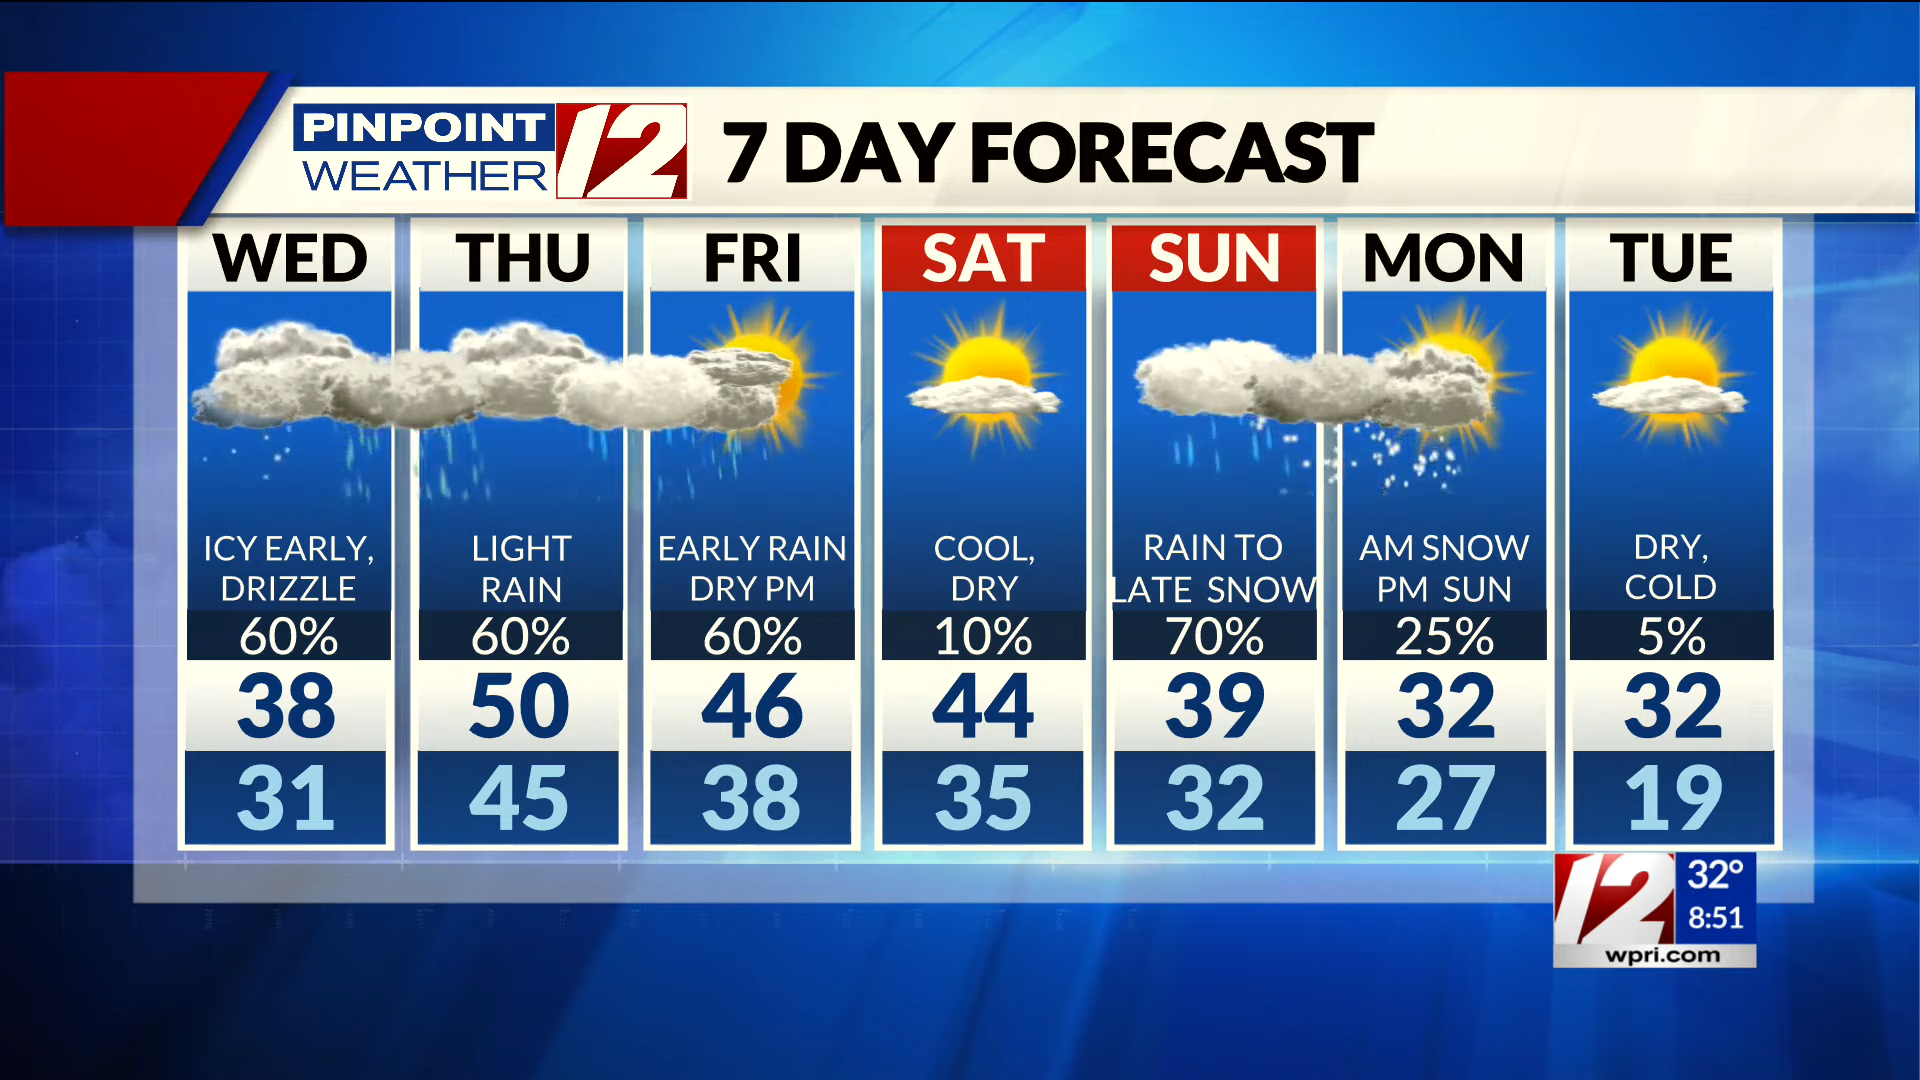 PINPOINT
WEATHER
12
7 DAY FORECAST
WED THU FRI SAT SUN MON TUE
ICY EARLY,
DRIZZLE
LIGHT
RAIN
EARLY RAIN
DRY PM
COOL,
DRY
RAIN TO
LATE SNOW
AM SNOW
PM SUN
DRY,
COLD
60% 60% 60% 10% 70% 25% 5%
38 50 46 44 39 32 32
31 45 38 35 32 27 19
12
32°
8:51
wpri.com